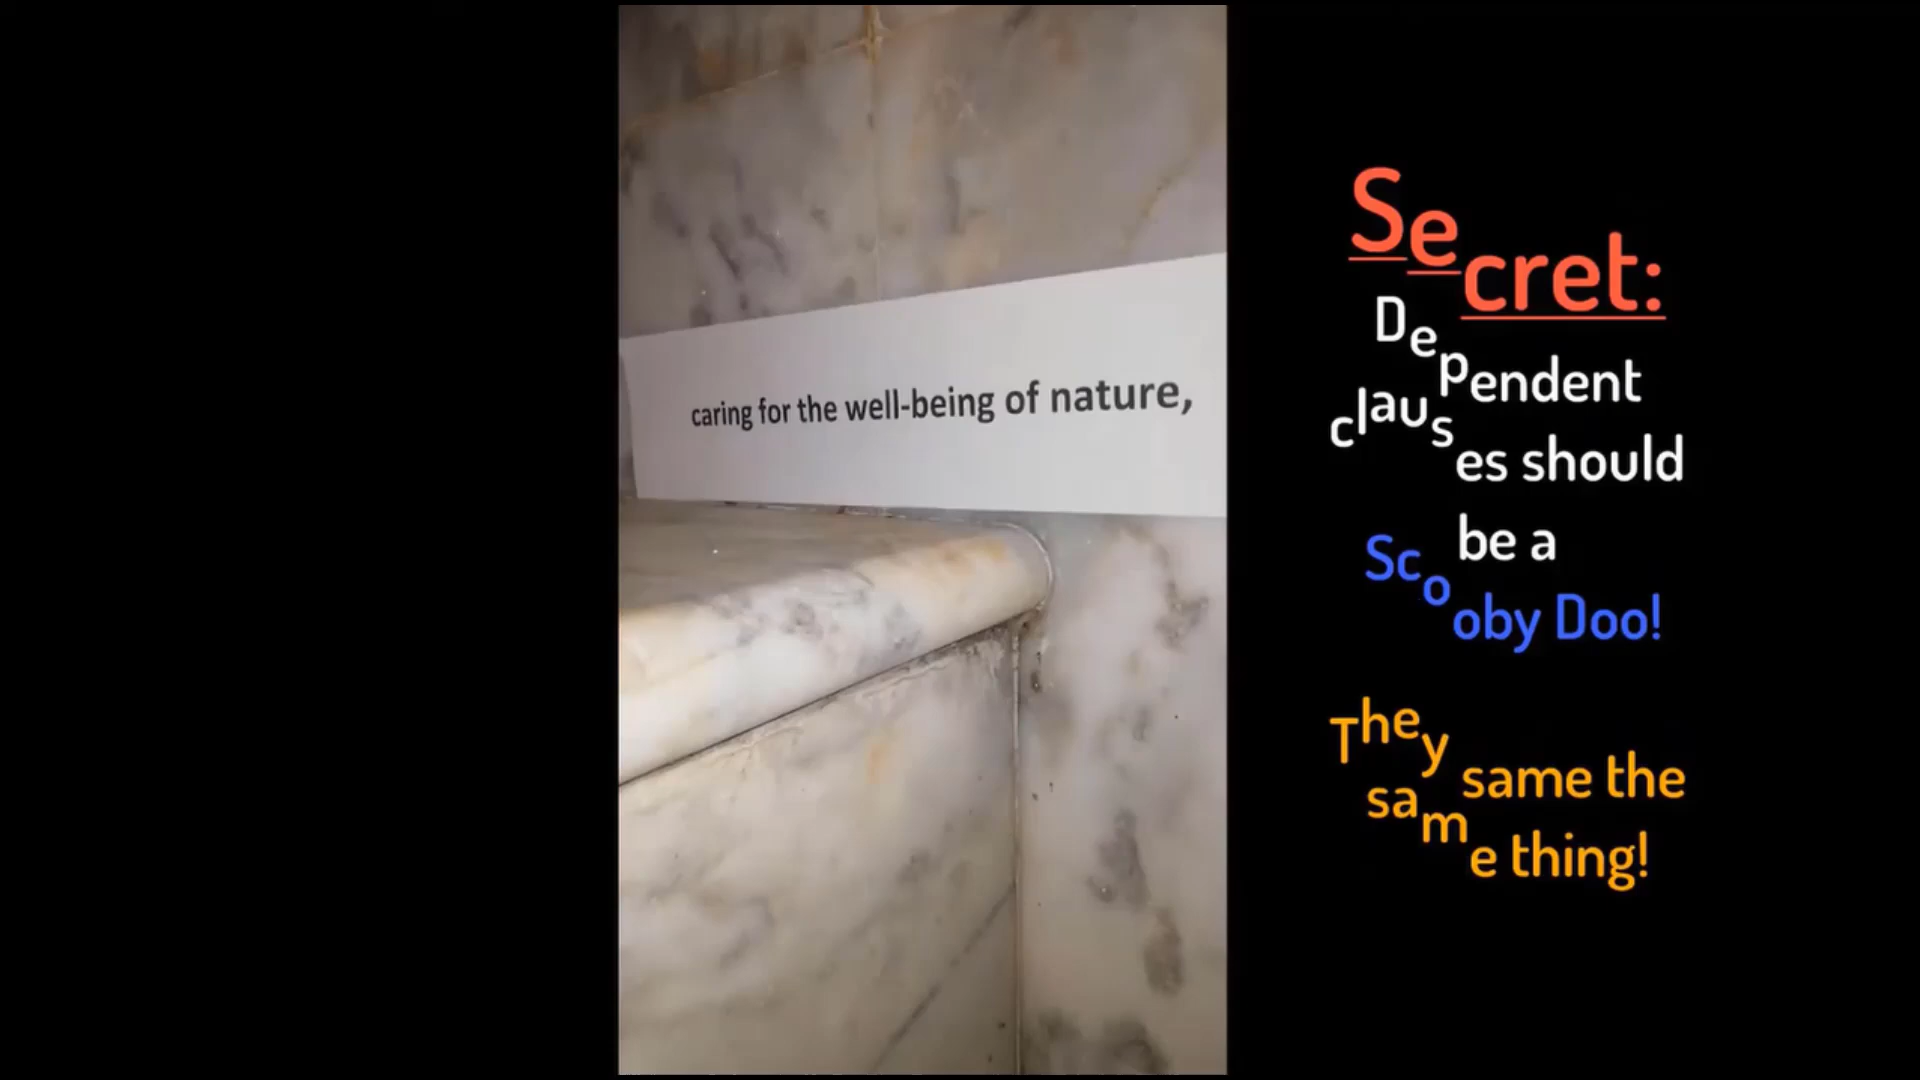 caring for the well-being of nature,
Secret:
Dependent
clauses should
be a
Scooby Doo!
They same the
same thing!